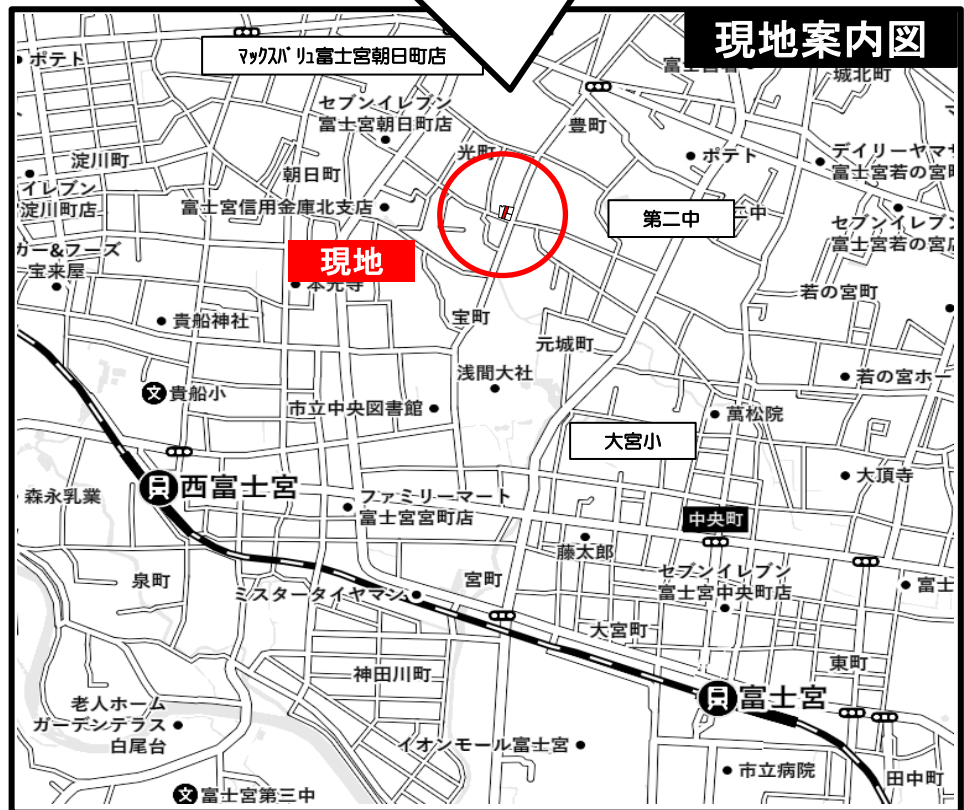 現地案内図
マックスバリュ富士宮朝日町店
ポテト
城北町
セブンイレブン
富士宮朝日町店
豊町
光町
ポテト
淀川町
朝日町
イレブン
淀川町店
富士宮信用金庫北支店
第二中
二中
デイリーヤマザ
富士宮若の宮町
セブンイレブン
富士宮若の宮店
カー&フーズ
宝来屋
現地
本光寺
若の宮町
貴船神社
宝町
元城町
浅間大社
若の宮ホー
文
貴船小
市立中央図書館
萬松院
大宮小
大頂寺
西富士宮
森永乳業
ファミリーマート
富士宮宮町店
中央町
藤太郎
泉町
宮町
セブンイレブン
富士宮中央町店
富士
ミスタータイヤマン
大宮町
東町
神田川町
富士宮
老人ホーム
ガーデンテラス
白尾台
イオンモール富士宮
市立病院
田中町
文
富士宮第三中